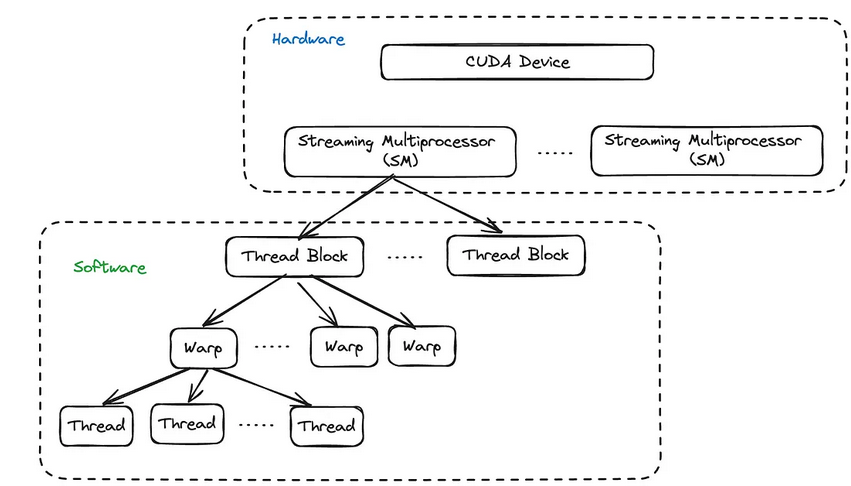 Hardware
CUDA Device
Streaming Multiprocessor
(SM)
......
Streaming Multiprocessor
(SM)
Software
Thread Block
......
Thread Block
Warp
......
Warp
Warp
Thread
Thread
......
Thread